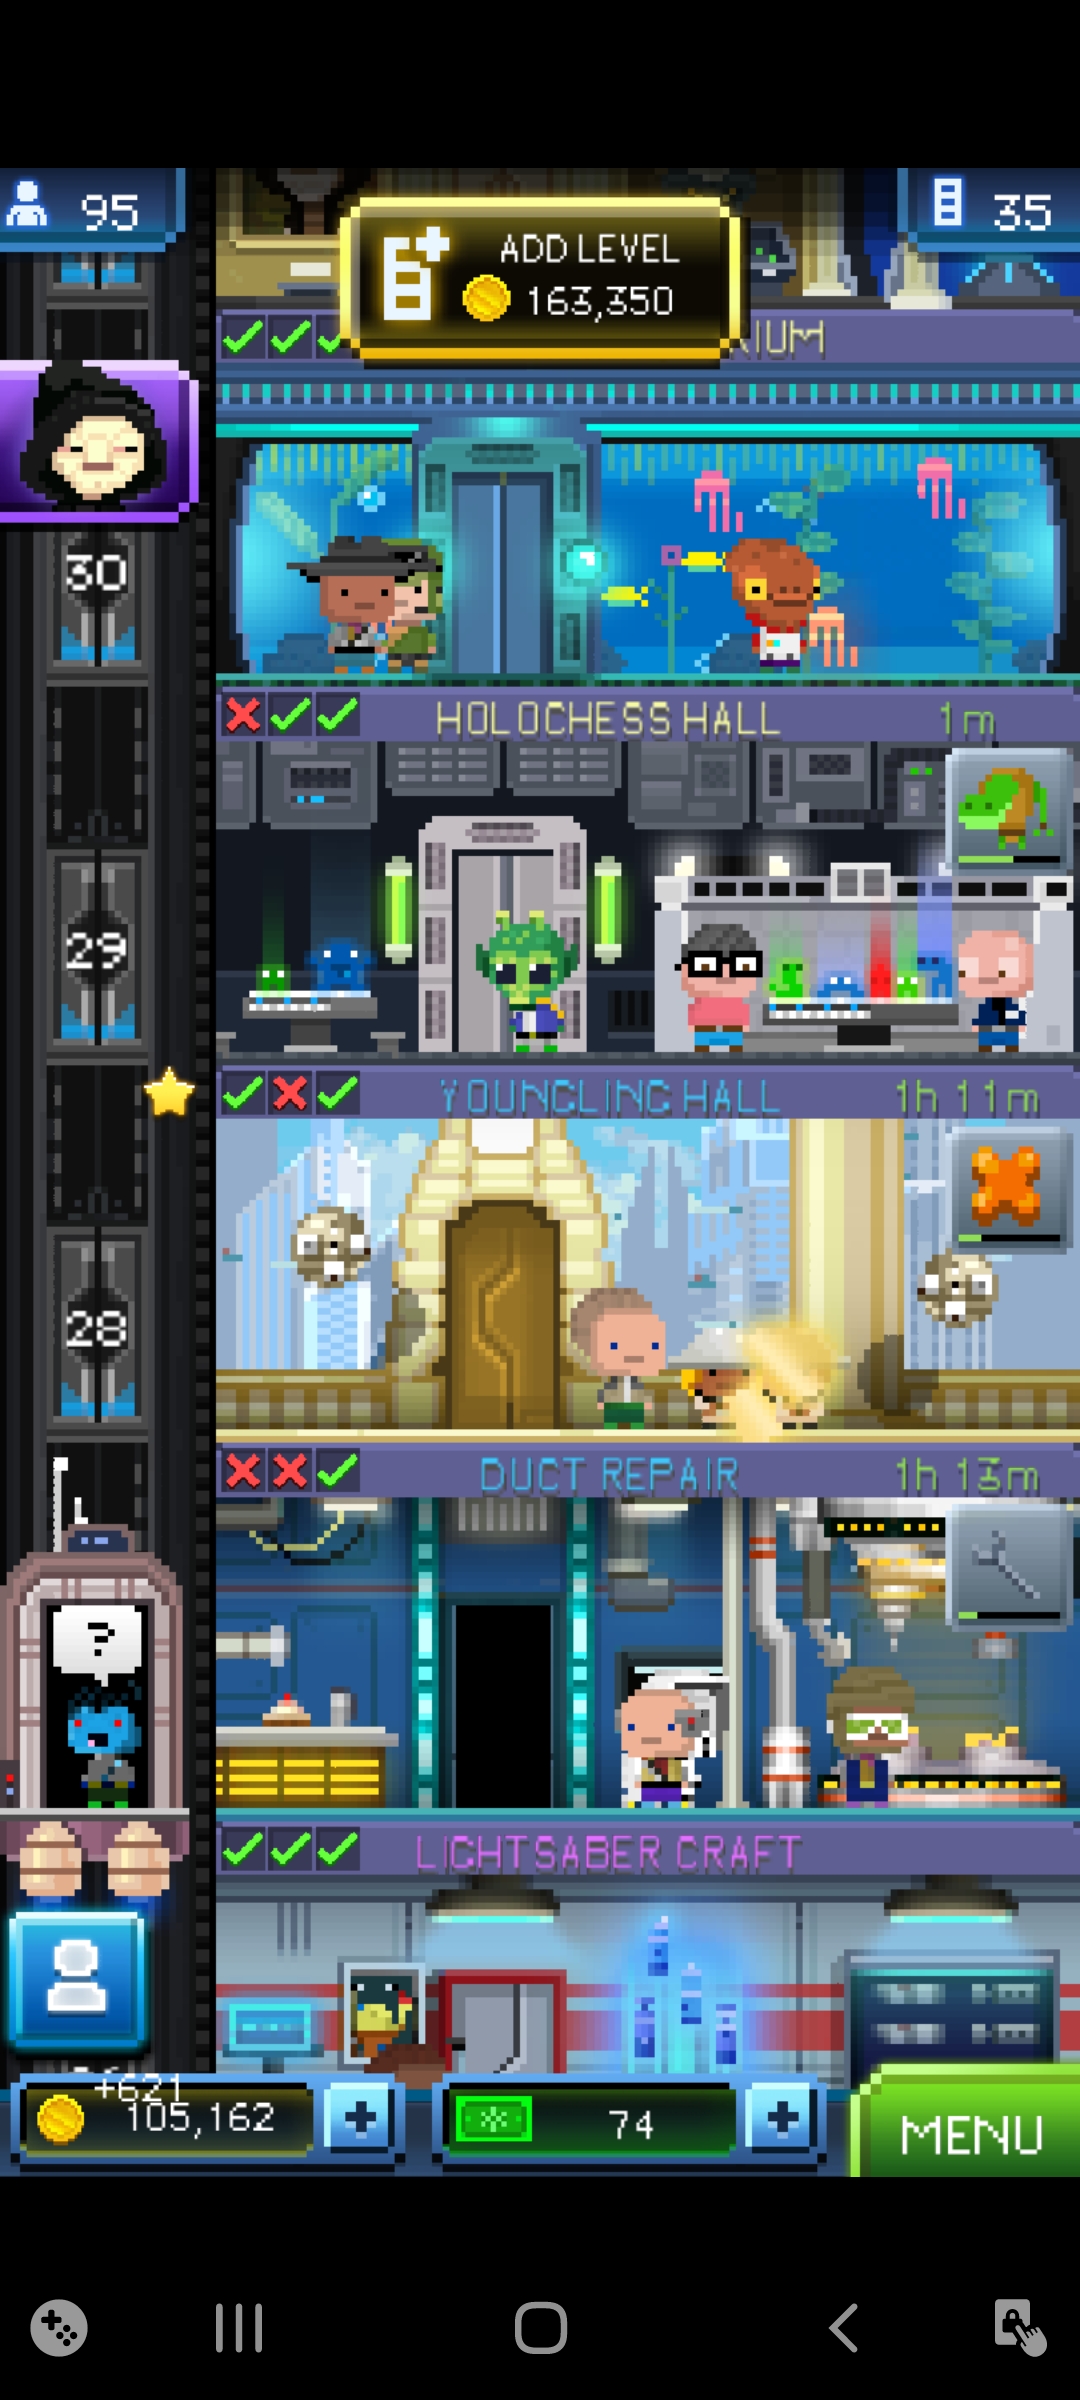 95
35
ADD LEVEL
163,350
RIUM
30
HOLOCHESS HALL
1m
29
YOUNGLING HALL
1h 11m
28
DUCT REPAIR
1h 13m
?
LIGHTSABER CRAFT
+621
105,162
74
MENU